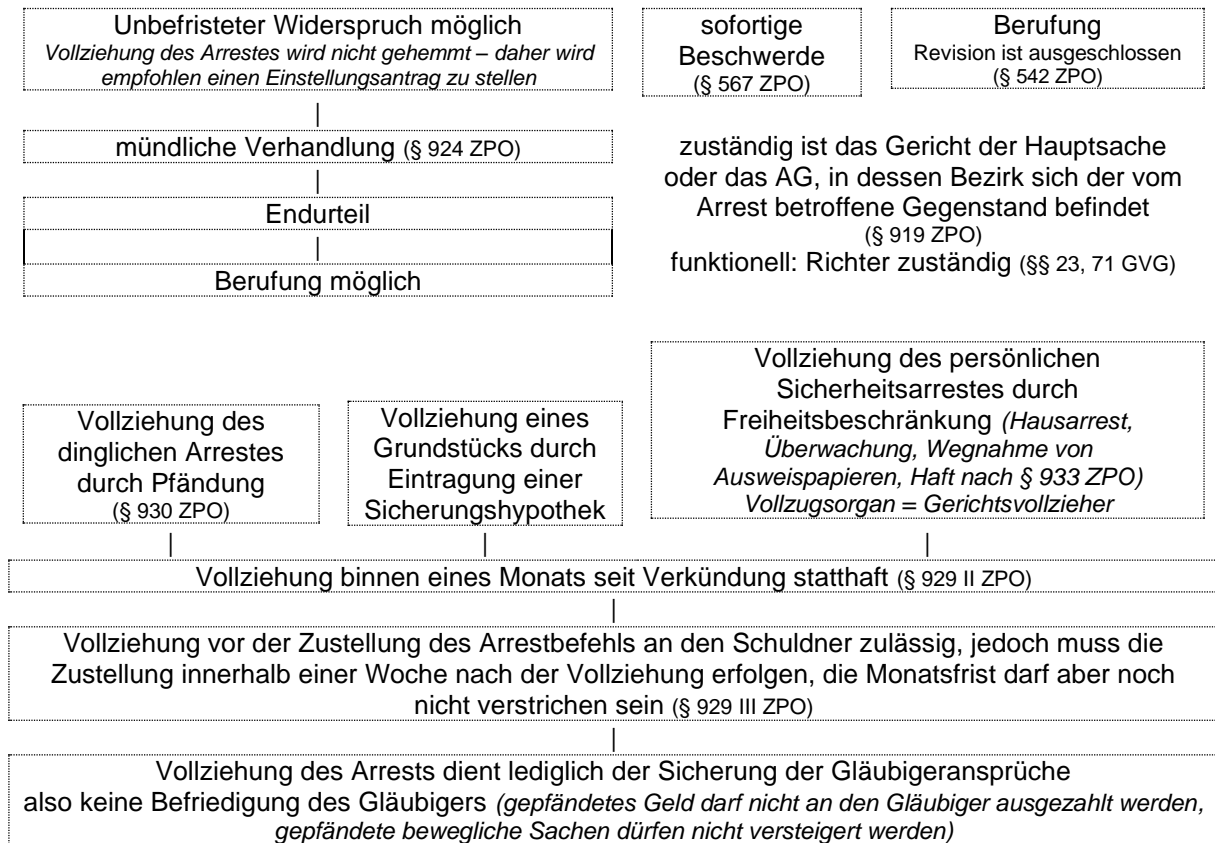 Unbefristeter Widerspruch möglich
Vollziehung des Arrestes wird nicht gehemmt – daher wird
empfohlen einen Einstellungsantrag zu stellen
sofortige
Beschwerde
(§ 567 ZPO)
Berufung
Revision ist ausgeschlossen
(§ 542 ZPO)
mündliche Verhandlung (§ 924 ZPO)
Endurteil
Berufung möglich
zuständig ist das Gericht der Hauptsache
oder das AG, in dessen Bezirk sich der vom
Arrest betroffene Gegenstand befindet
(§ 919 ZPO)
funktionell: Richter zuständig (§§ 23, 71 GVG)
Vollziehung des
dinglichen Arrestes
durch Pfändung
(§ 930 ZPO)
Vollziehung eines
Grundstücks durch
Eintragung einer
Sicherungshypothek
Vollziehung des persönlichen
Sicherheitsarrestes durch
Freiheitsbeschränkung (Hausarrest,
Überwachung, Wegnahme von
Ausweispapieren, Haft nach § 933 ZPO)
Vollzugsorgan = Gerichtsvollzieher
Vollziehung binnen eines Monats seit Verkündung statthaft (§ 929 II ZPO)
Vollziehung vor der Zustellung des Arrestbefehls an den Schuldner zulässig, jedoch muss die
Zustellung innerhalb einer Woche nach der Vollziehung erfolgen, die Monatsfrist darf aber noch
nicht verstrichen sein (§ 929 III ZPO)
Vollziehung des Arrests dient lediglich der Sicherung der Gläubigeransprüche
also keine Befriedigung des Gläubigers (gepfändetes Geld darf nicht an den Gläubiger ausgezahlt werden,
gepfändete bewegliche Sachen dürfen nicht versteigert werden)